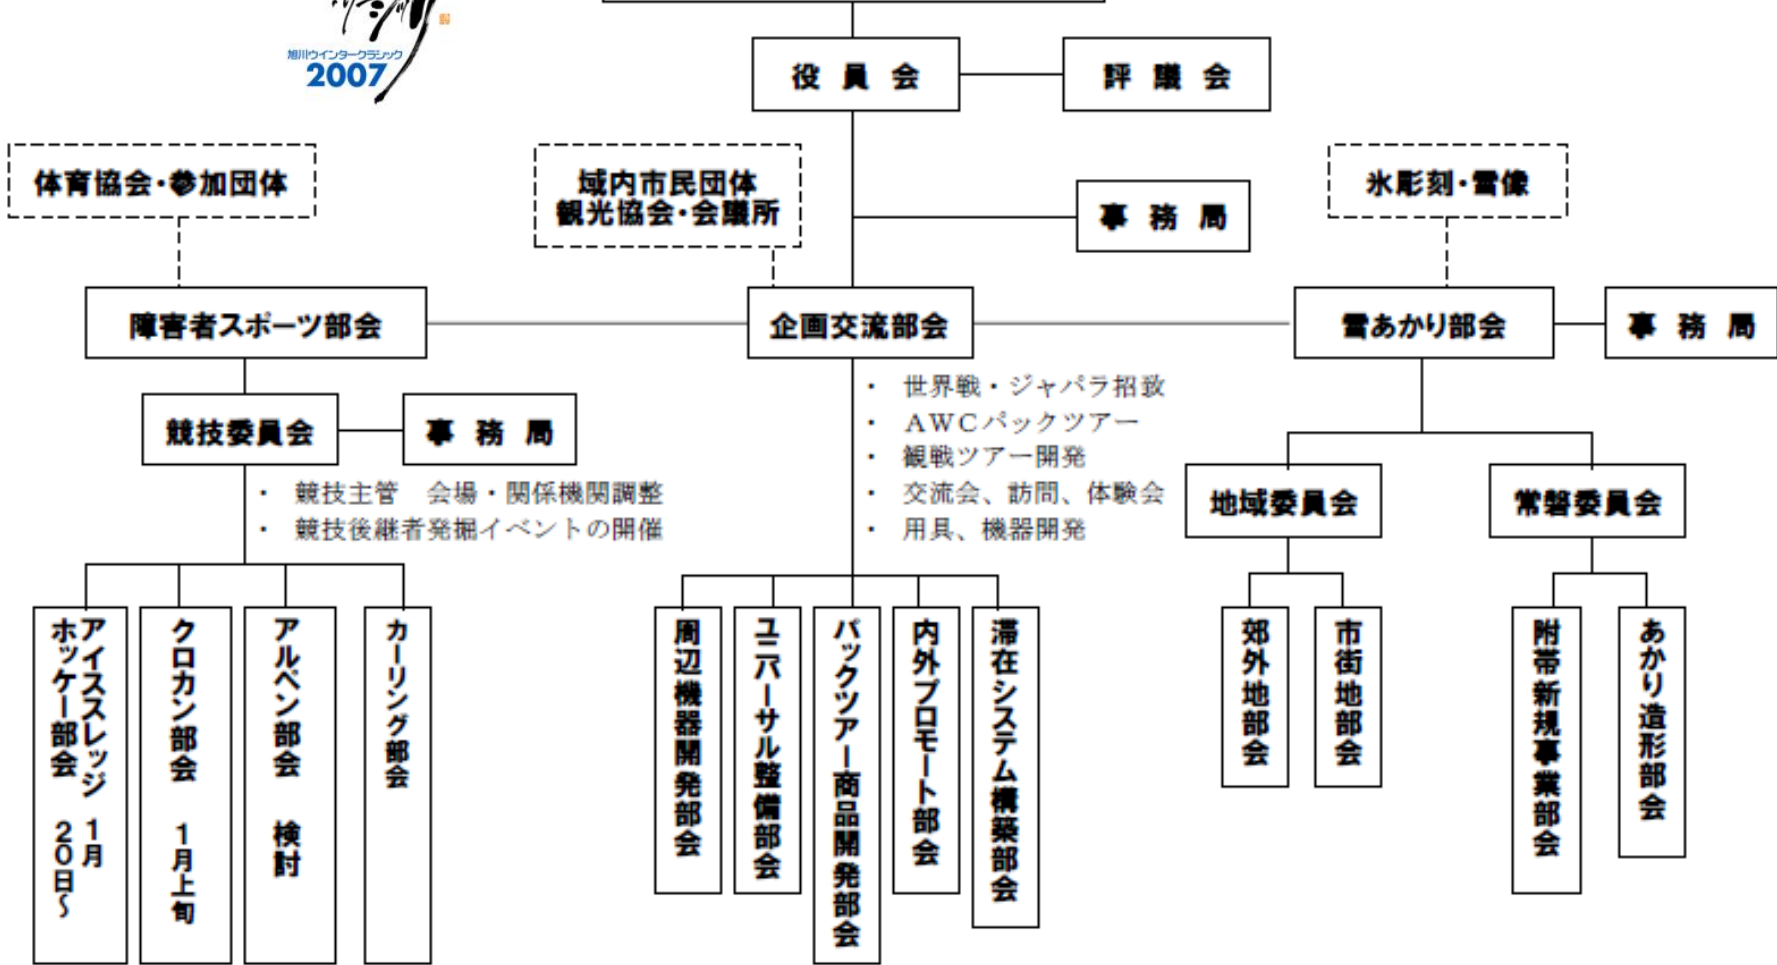 旭川ウインタークラシック
2007
役員会
評議会
体育協会・参加団体
域内市民団体
観光協会・会議所
事務局
氷彫刻・雪像
障害者スポーツ部会
企画交流部会
雪あかり部会
事務局
競技委員会
事務局
・ 競技主管 会場・関係機関調整
・ 競技後継者発掘イベントの開催
・ 世界戦・ジャパラ招致
・ AWCパックツアー
・ 観戦ツアー開発
・ 交流会、訪問、体験会
・ 用具、機器開発
地域委員会
常磐委員会
アイススレッジ 1月
ホッケー部会 20日～
クロカン部会 1月上旬
アルペン部会 検討
カーリング部会
周辺機器開発部会
ユニバーサル整備部会
パックツアー商品開発部会
内外プロモート部会
滞在システム構築部会
郊外地部会
市街地部会
附帯新規事業部会
あかり造形部会